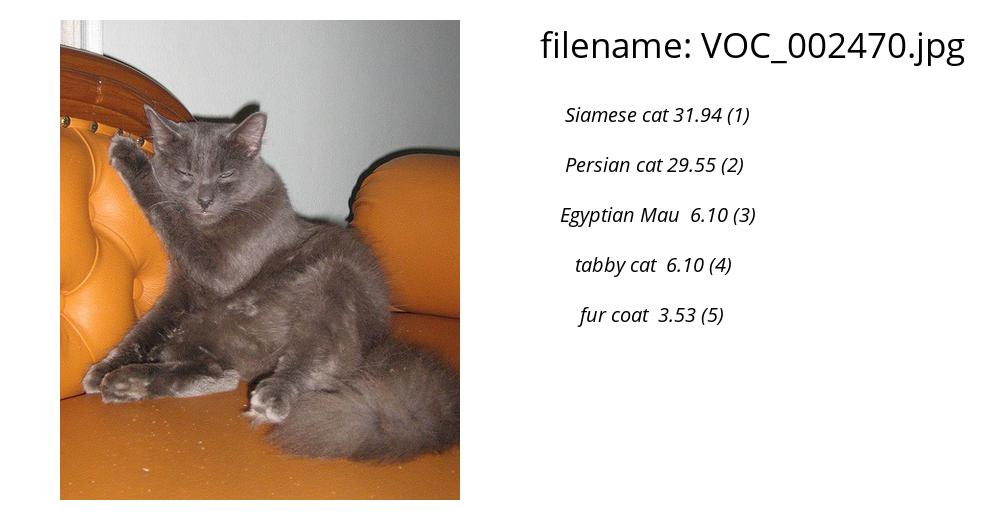 filename: VOC_002470.jpg
Siamese cat 31.94 (1)
Persian cat 29.55 (2)
Egyptian Mau 6.10 (3)
tabby cat 6.10 (4)
fur coat 3.53 (5)